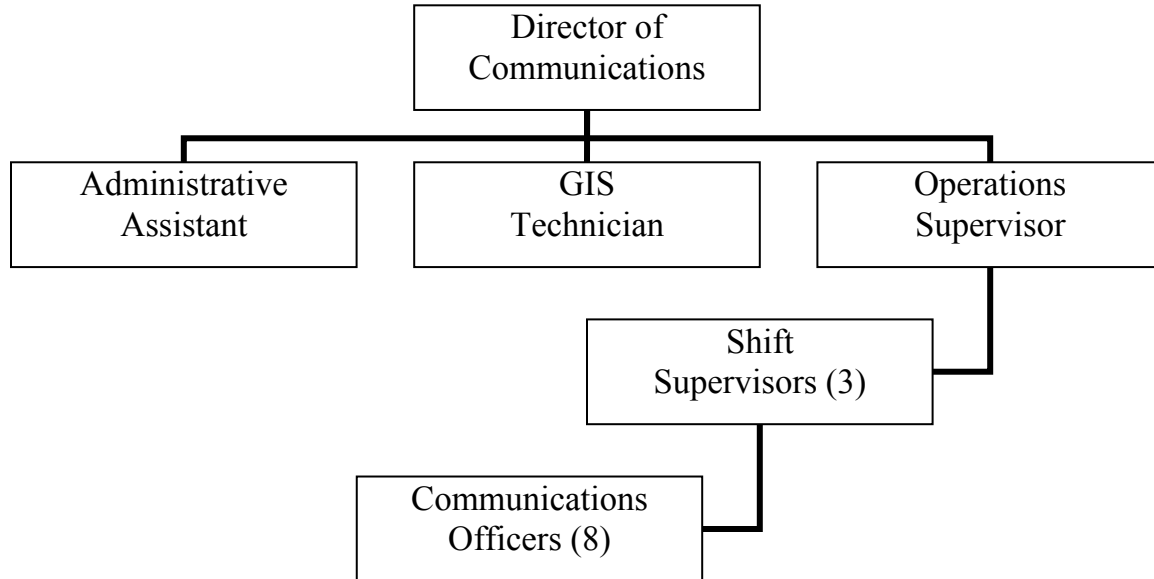 Director of
Communications
Administrative
Assistant
GIS
Technician
Operations
Supervisor
Shift
Supervisors (3)
Communications
Officers (8)